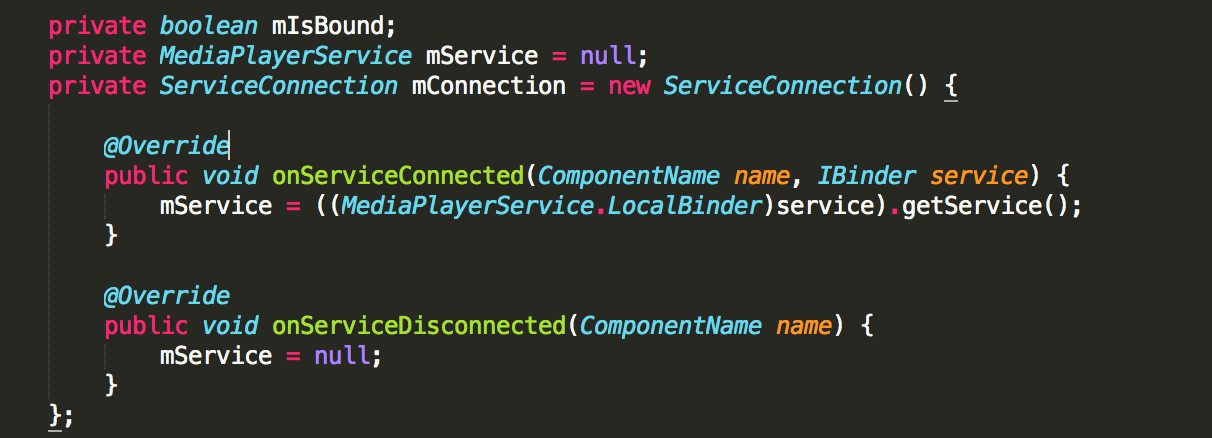 private boolean mIsBound;
private MediaPlayerService mService = null;
private ServiceConnection mConnection = new ServiceConnection() {
@Override
public void onServiceConnected(ComponentName name, IBinder service) {
mService = ((MediaPlayerService.LocalBinder)service).getService();
}
@Override
public void onServiceDisconnected(ComponentName name) {
mService = null;
}
};